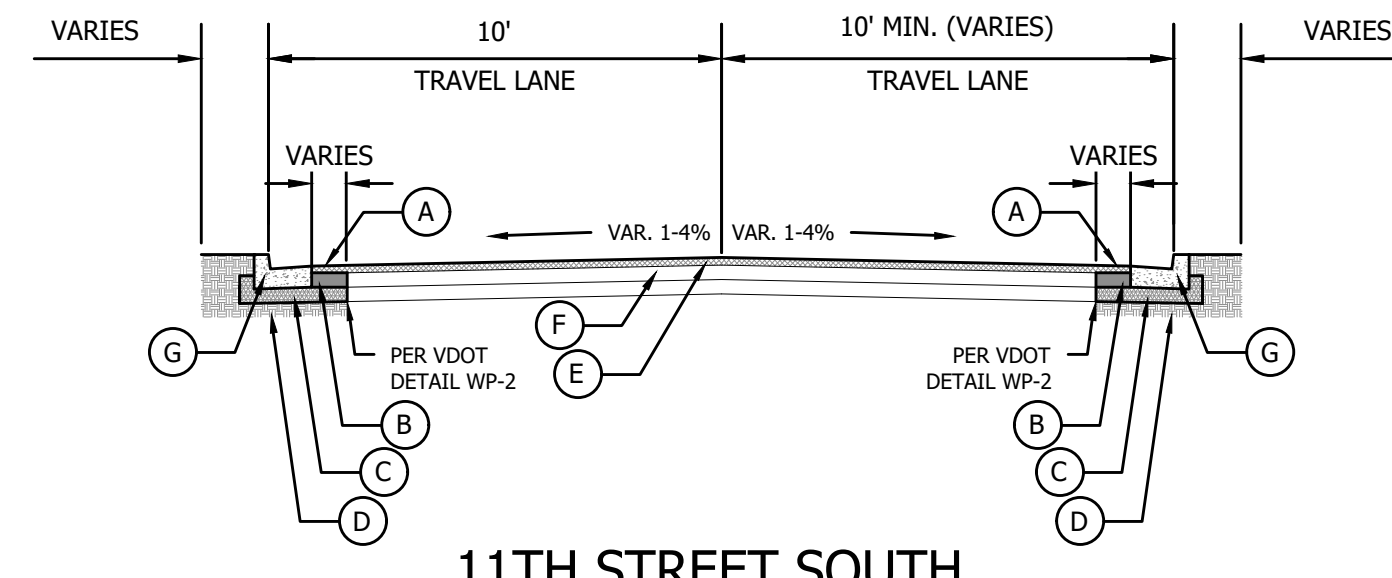 VARIES
10'
10' MIN. (VARIES)
VARIES
TRAVEL LANE
TRAVEL LANE
VARIES
VARIES
A
A
VAR. 1-4%
VAR. 1-4%
F
E
G
G
PER VDOT
DETAIL WP-2
PER VDOT
DETAIL WP-2
B
B
C
C
D
D
11TH STREET SOUTH